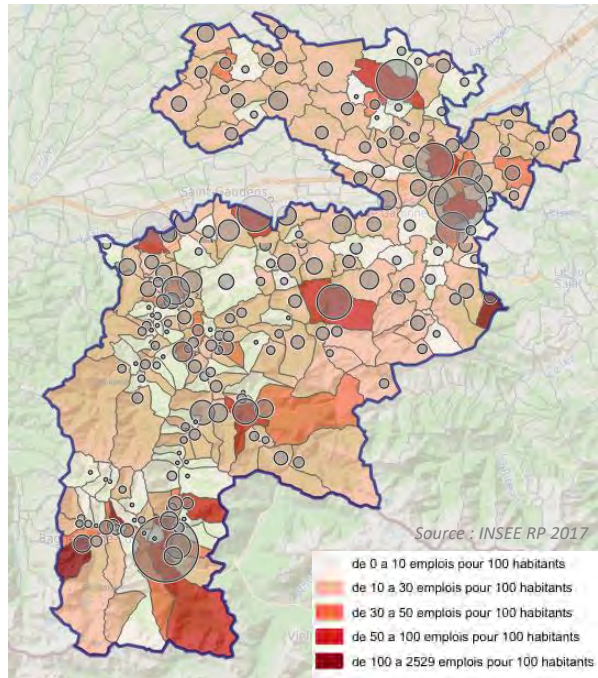 Saint-Gaudens
Source : INSEE RP 2017
de 0 a 10 emplois pour 100 habitants
de 10 a 30 emplois pour 100 habitants
de 30 a 50 emplois pour 100 habitants
de 50 a 100 emplois pour 100 habitants
de 100 a 2529 emplois pour 100 habitants